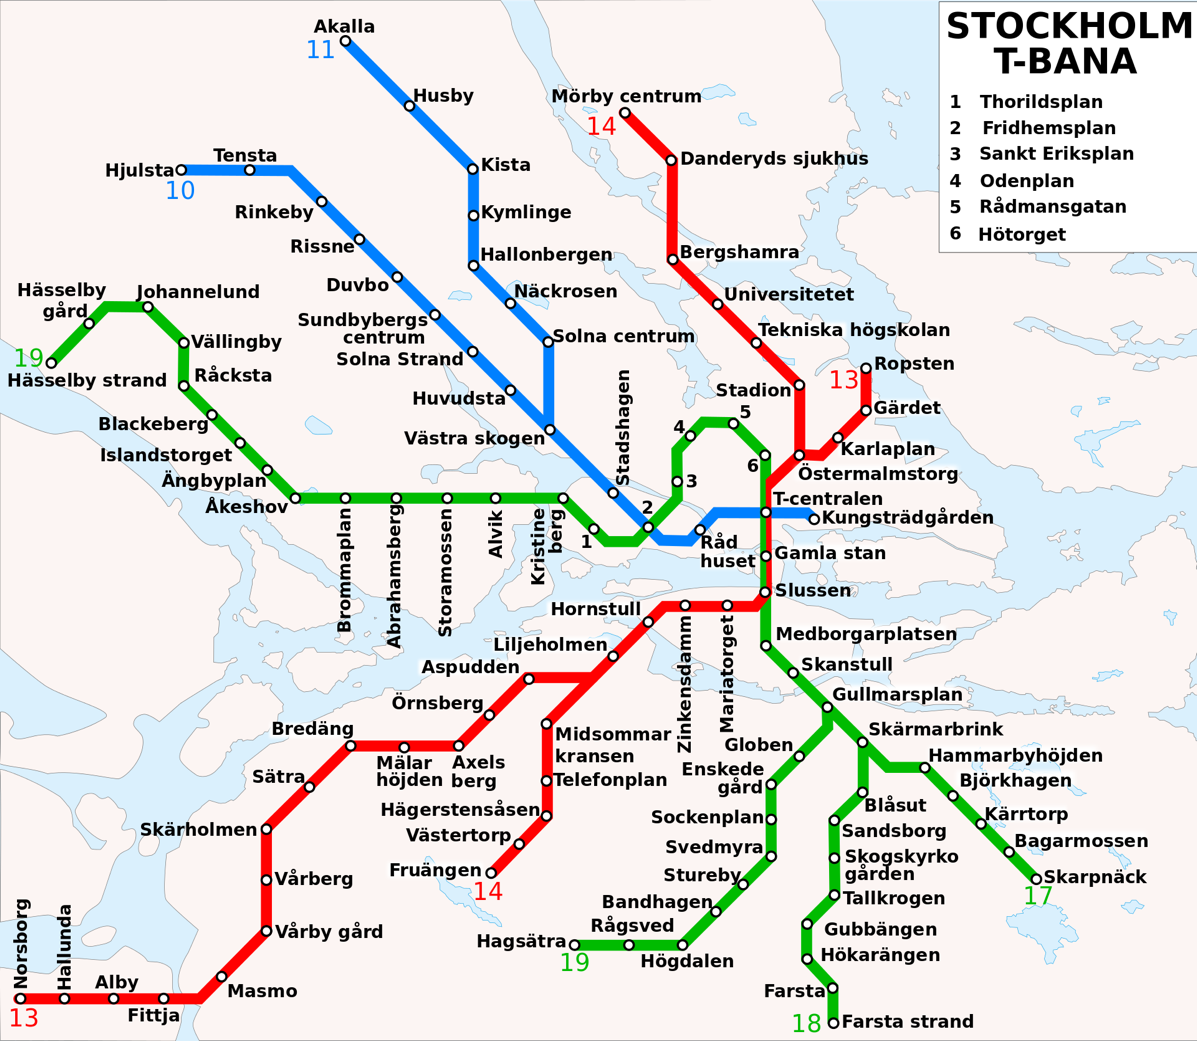 STOCKHOLM
T-BANA
1 Thorildsplan
2 Fridhemsplan
3 Sankt Eriksplan
4 Odenplan
5 Rådmansgatan
6 Hötorget
Akalla
11
Husby
Kista
Kymlinge
Hallonbergen
Näckrosen
Solna centrum
Hjulsta
10
Tensta
Rinkeby
Rissne
Duvbo
Sundbybergs
centrum
Solna Strand
Huvudsta
Västra skogen
Stadshagen
Mörby centrum
14
Danderyds sjukhus
Bergshamra
Universitetet
Tekniska högskolan
Stadion
Ropsten
13
Gärdet
Karlaplan
Östermalmstorg
Hässelby
gård
Johannelund
19
Hässelby strand
Vällingby
Råcksta
Blackeberg
Islandstorget
Ängbyplan
Åkeshov
Brommaplan
Abrahamsberg
Storamossen
Alvik
Kristine
berg
1
2
3
4
5
6
T-centralen
Kungsträdgården
Råd
huset
Gamla stan
Slussen
Medborgarplatsen
Skanstull
Gullmarsplan
Skärmarbrink
Hammarbyhöjden
Björkhagen
Kärrtorp
Bagarmossen
Skarpnäck
17
Hornstull
Zinkensdamm
Mariatorget
Liljeholmen
Aspudden
Örnsberg
Axels
berg
Mälar
höjden
Bredäng
Sätra
Skärholmen
Vårberg
Vårby gård
Masmo
Fittja
Alby
Hallunda
Norsborg
13
Midsommar
kransen
Telefonplan
Hägerstensåsen
Västertorp
Fruängen
14
Globen
Enskede
gård
Sockenplan
Svedmyra
Stureby
Bandhagen
Högdalen
Rågsved
Hagsätra
19
Blåsut
Sandsborg
Skogskyrko
gården
Tallkrogen
Gubbängen
Hökarängen
Farsta
18
Farsta strand